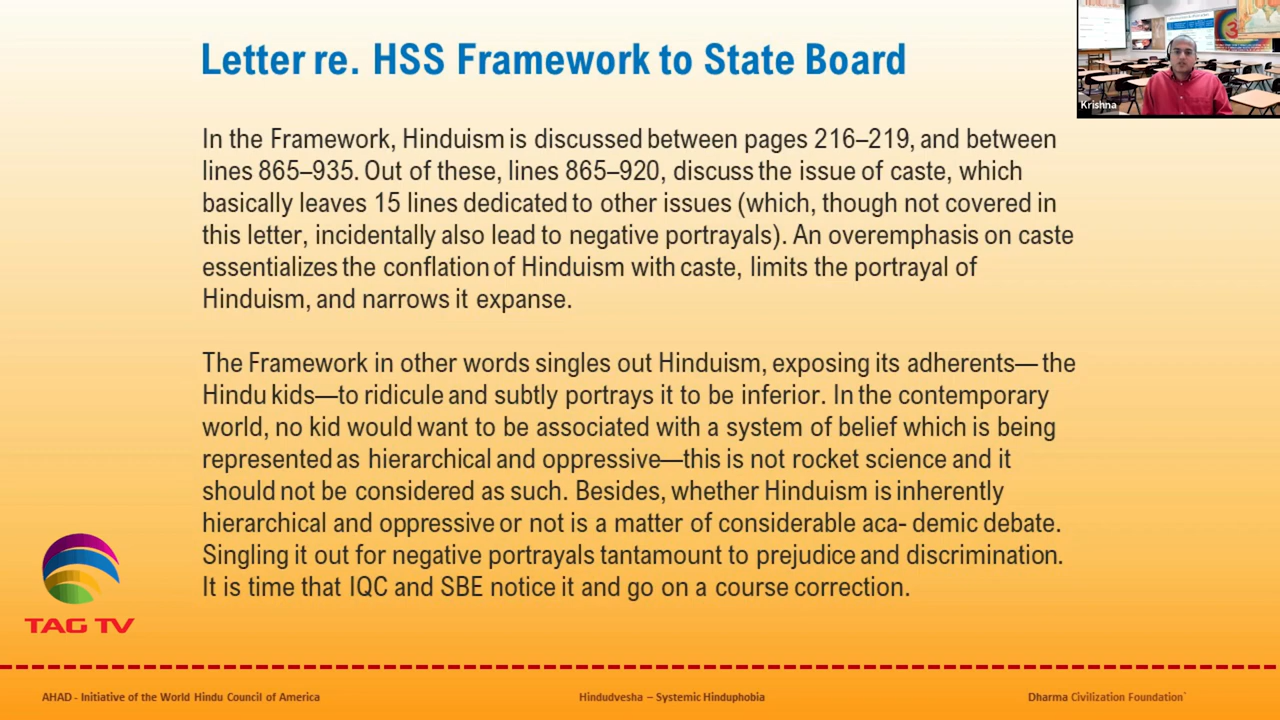 Letter re. HSS Framework to State Board
Krishna
In the Framework, Hinduism is discussed between pages 216–219, and between
lines 865–935. Out of these, lines 865–920, discuss the issue of caste, which
basically leaves 15 lines dedicated to other issues (which, though not covered in
this letter, incidentally also lead to negative portrayals). An overemphasis on caste
essentializes the conflation of Hinduism with caste, limits the portrayal of
Hinduism, and narrows it expanse.
The Framework in other words singles out Hinduism, exposing its adherents— the
Hindu kids—to ridicule and subtly portrays it to be inferior. In the contemporary
world, no kid would want to be associated with a system of belief which is being
represented as hierarchical and oppressive—this is not rocket science and it
should not be considered as such. Besides, whether Hinduism is inherently
hierarchical and oppressive or not is a matter of considerable aca- demic debate.
Singling it out for negative portrayals tantamount to prejudice and discrimination.
It is time that IQC and SBE notice it and go on a course correction.
TAG TV
AHAD - Initiative of the World Hindu Council of America
Hindudvesha – Systemic Hinduphobia
Dharma Civilization Foundation`